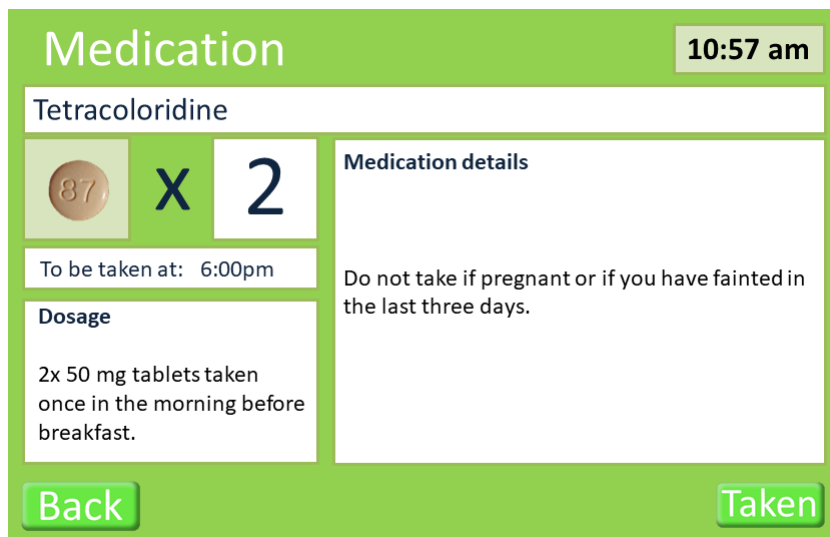 Medication
10:57 am
Tetracoloridine
87
X
2
To be taken at: 6:00pm
Dosage
2x 50 mg tablets taken
once in the morning before
breakfast.
Medication details
Do not take if pregnant or if you have fainted in
the last three days.
Back
Taken